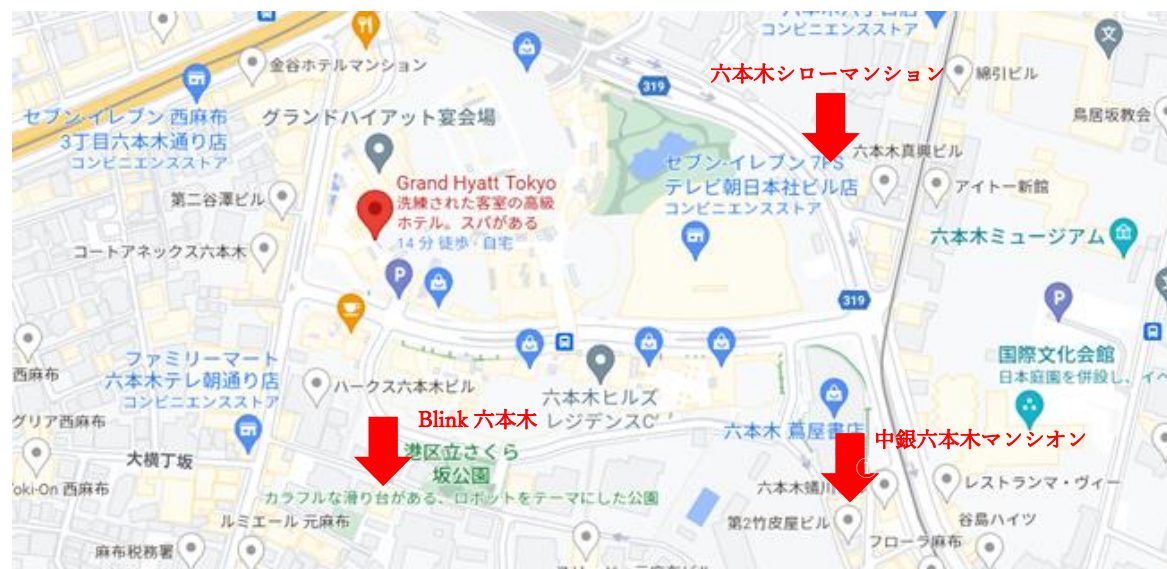 コンビニエンスストア
六本木シローマンション
綿引ビル
金谷ホテルマンション
319
セブン-イレブン 西麻布
3丁目六本木通り店
コンビニエンスストア
グランドハイアット宴会場
鳥居坂教会
六本木真興ビル
セブン-イレブン 7FS
テレビ朝日本社ビル店
コンビニエンスストア
アイトー新館
Grand Hyatt Tokyo
洗練された客室の高級
ホテル。スパがある
14 分 徒歩 · 自宅
第二谷澤ビル
コートアネックス六本木
六本木ミュージアム
P
P
319
西麻布
ファミリーマート
六本木テレ朝通り店
コンビニエンスストア
ハークス六本木ビル
六本木ヒルズ
レジデンスC
国際文化会館
日本庭園を併設し、イベ
グリア西麻布
Blink 六本木
六本木 蔦屋書店
中銀六本木マンシオン
大横丁坂
港区立さくら
坂公園
カラフルな滑り台がある、ロボットをテーマにした公園
oki-On 西麻布
六本木
レストランマ・ヴィー
ルミエール 元麻布
第2竹皮屋ビル
谷島ハイツ
フローラ麻布
麻布税務署